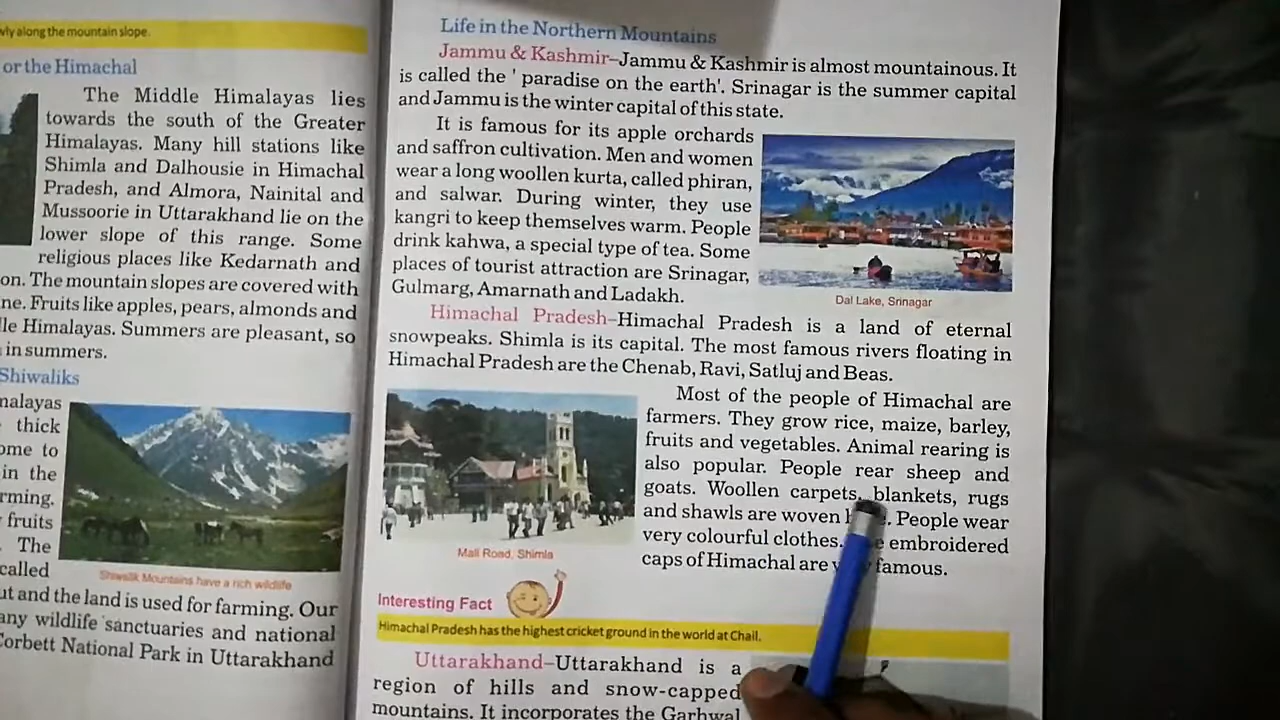 wly along the mountain slope.
or the Himachal
The Middle Himalayas lies
towards the south of the Greater
Himalayas. Many hill stations like
Shimla and Dalhousie in Himachal
Pradesh, and Almora, Nainital and
Mussoorie in Uttarakhand lie on the
lower slope of this range. Some
religious places like Kedarnath and
on. The mountain slopes are covered with
ne. Fruits like apples, pears, almonds and
lle Himalayas. Summers are pleasant, so
in summers.
Shiwaliks
malayas
thick
ome to
in the
rming.
fruits
. The
called
Shiwalik Mountains have a rich wildlife
ut and the land is used for farming. Our
any wildlife sanctuaries and national
Corbett National Park in Uttarakhand
Life in the Northern Mountains
Jammu & Kashmir–Jammu & Kashmir is almost mountainous. It
is called the ' paradise on the earth'. Srinagar is the summer capital
and Jammu is the winter capital of this state.
It is famous for its apple orchards
and saffron cultivation. Men and women
wear a long woollen kurta, called phiran,
and salwar. During winter, they use
kangri to keep themselves warm. People
drink kahwa, a special type of tea. Some
places of tourist attraction are Srinagar,
Gulmarg, Amarnath and Ladakh.
Dal Lake, Srinagar
Himachal Pradesh–Himachal Pradesh is a land of eternal
snowpeaks. Shimla is its capital. The most famous rivers floating in
Himachal Pradesh are the Chenab, Ravi, Satluj and Beas.
Most of the people of Himachal are
farmers. They grow rice, maize, barley,
fruits and vegetables. Animal rearing is
also popular. People rear sheep and
goats. Woollen carpets, blankets, rugs
and shawls are woven . People wear
very colourful clothes. embroidered
caps of Himachal are famous.
Mall Road, Shimla
Interesting Fact
Himachal Pradesh has the highest cricket ground in the world at Chail.
Uttarakhand–Uttarakhand is a
region of hills and snow-capped
mountains. It incorporates the Garhwal